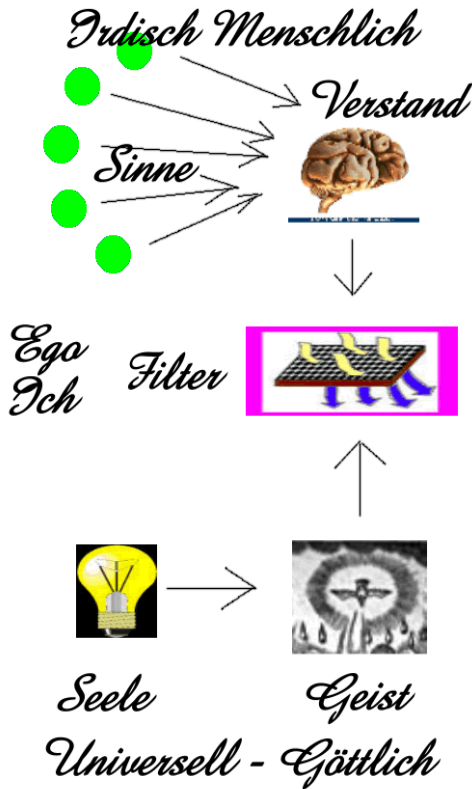 Irdisch Menschlich
Verstand
Sinne
Ego
Ich
Filter
Seele Geist
Universell - Göttlich